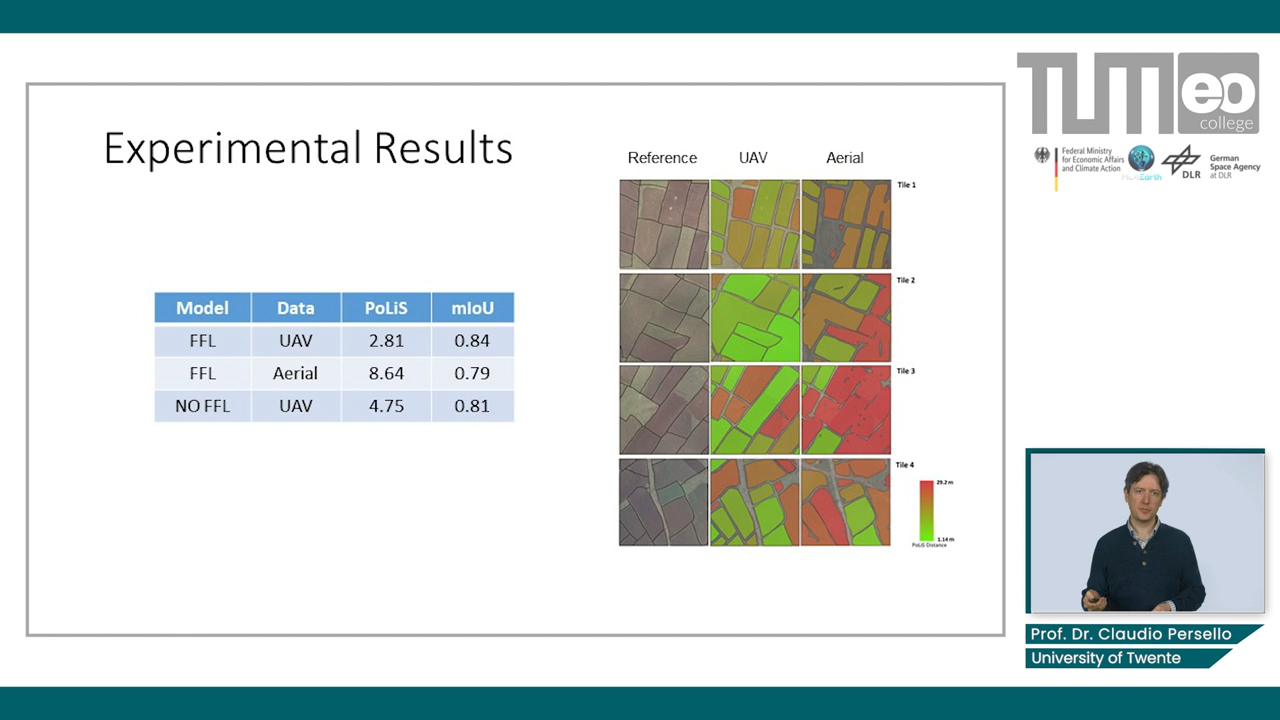 Experimental Results
Model Data PoLiS mIoU
FFL UAV 2.81 0.84
FFL Aerial 8.64 0.79
NO FFL UAV 4.75 0.81
Reference UAV Aerial
Tile 1
Tile 2
Tile 3
Tile 4
29.2 m
1.14 m
PoLiS Distance
TUM eo
college
Federal Ministry
for Economic Affairs
and Climate Action
ML4Earth
DLR
German
Space Agency
at DLR
Prof. Dr. Claudio Persello
University of Twente